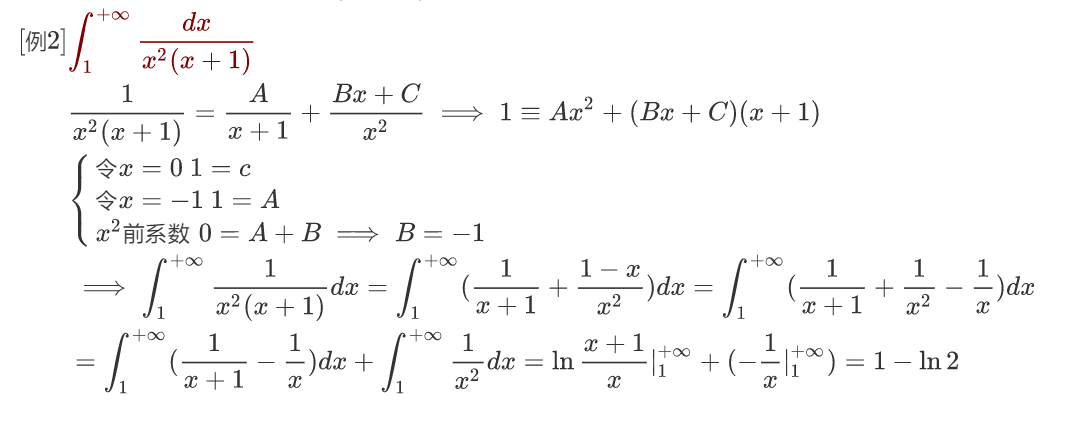 [例2] ∫₁^{+∞} dx / x²(x + 1)
1 / x²(x + 1) = A / x + 1 + Bx + C / x² ⟹ 1 ≡ Ax² + (Bx + C)(x + 1)
令x = 0 1 = c
令x = −1 1 = A
x²前系数 0 = A + B ⟹ B = −1
⟹ ∫₁^{+∞} 1 / x²(x + 1) dx = ∫₁^{+∞} ( 1 / x + 1 + 1 − x / x² )dx = ∫₁^{+∞} ( 1 / x + 1 + 1 / x² − 1 / x )dx
= ∫₁^{+∞} ( 1 / x + 1 − 1 / x )dx + ∫₁^{+∞} 1 / x² dx = ln x + 1 / x |₁^{+∞} + (− 1 / x |₁^{+∞}) = 1 − ln 2